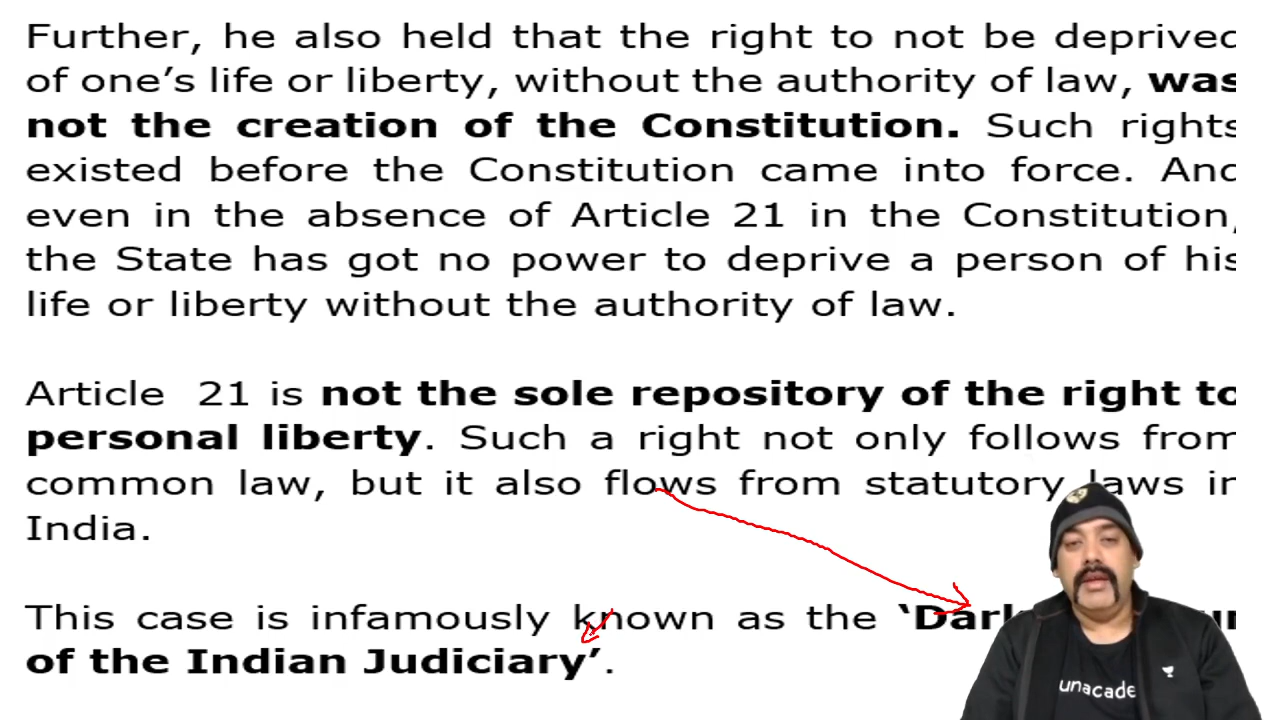 Further, he also held that the right to not be deprived
of one's life or liberty, without the authority of law, was
not the creation of the Constitution. Such rights
existed before the Constitution came into force. And
even in the absence of Article 21 in the Constitution,
the State has got no power to deprive a person of his
life or liberty without the authority of law.
Article 21 is not the sole repository of the right to
personal liberty. Such a right not only follows from
common law, but it also flows from statutory laws in
India.
This case is infamously known as the
of the Indian Judiciary'.
unacade